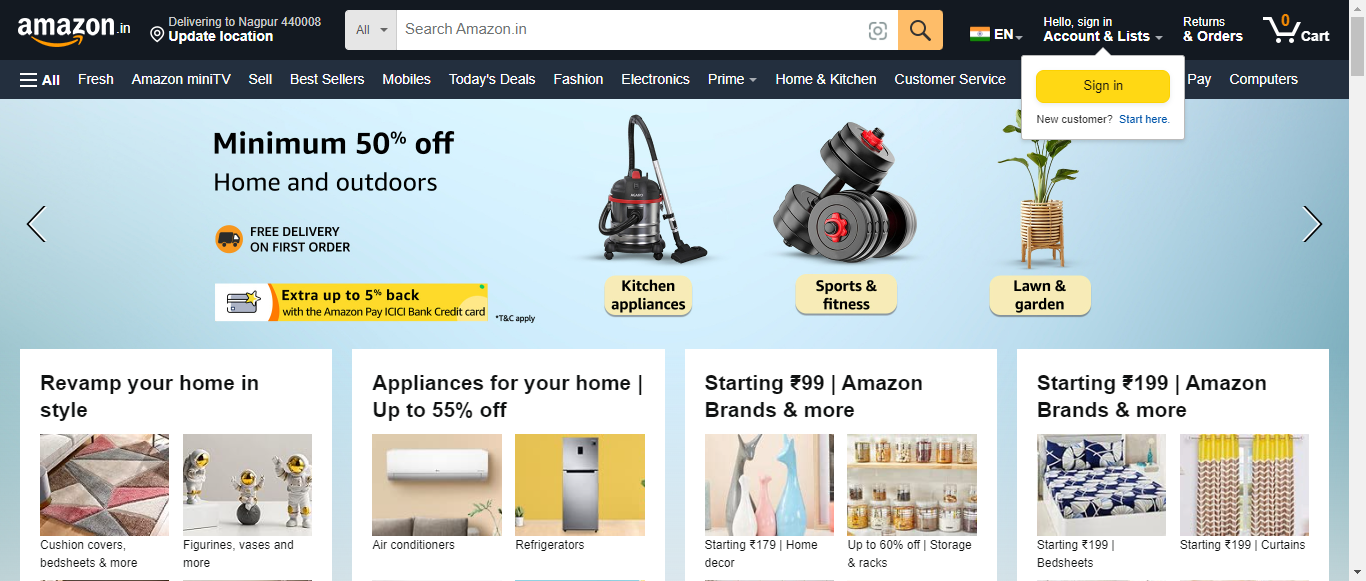 amazon.in
Delivering to Nagpur 440008
Update location
All
Search Amazon.in
EN
Hello, sign in
Account & Lists
Returns
& Orders
0
Cart
All
Fresh
Amazon miniTV
Sell
Best Sellers
Mobiles
Today's Deals
Fashion
Electronics
Prime
Home & Kitchen
Customer Service
Pay
Computers
Sign in
New customer? Start here.
Minimum 50% off
Home and outdoors
FREE DELIVERY
ON FIRST ORDER
Extra up to 5% back
with the Amazon Pay ICICI Bank Credit card
*T&C apply
Kitchen
appliances
Sports &
fitness
Lawn &
garden
Revamp your home in
style
Cushion covers,
bedsheets & more
Figurines, vases and
more
Appliances for your home |
Up to 55% off
Air conditioners
Refrigerators
Starting ₹99 | Amazon
Brands & more
Starting ₹179 | Home
decor
Up to 60% off | Storage
& racks
Starting ₹199 | Amazon
Brands & more
Starting ₹199 |
Bedsheets
Starting ₹199 | Curtains